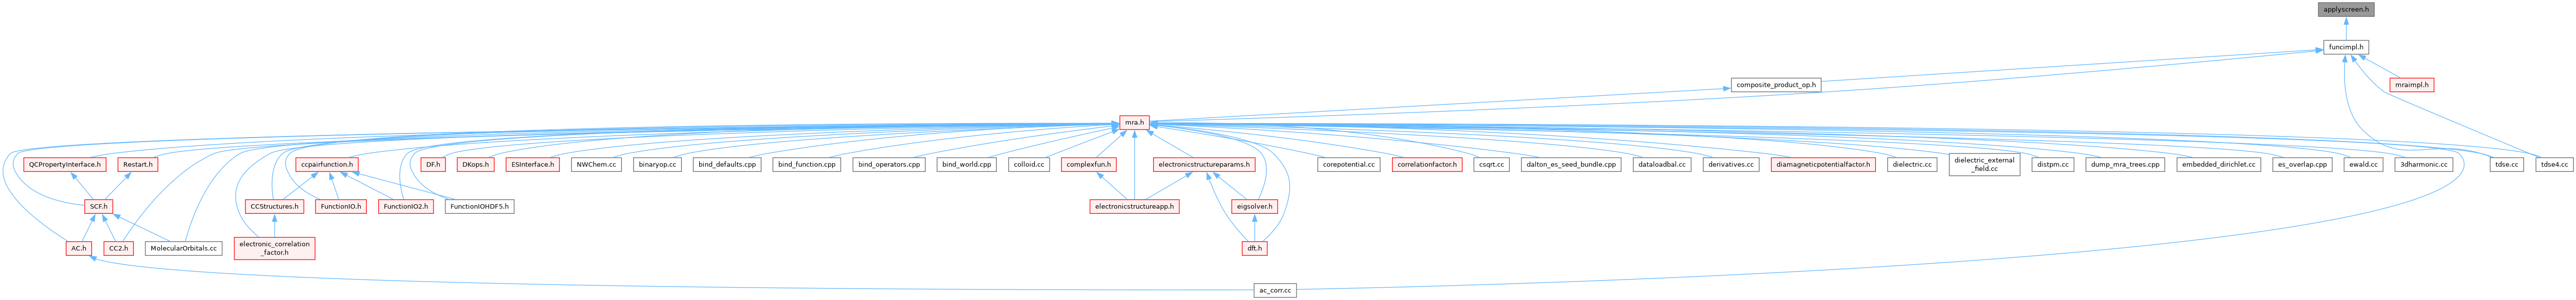 applyscreen.h
funcimpl.h
composite_product_op.h
mraimpl.h
mra.h
QCPropertyInterface.h
Restart.h
ccpairfunction.h
DF.h
DKops.h
ESInterface.h
NWChem.cc
binaryop.cc
bind_defaults.cpp
bind_function.cpp
bind_operators.cpp
bind_world.cpp
colloid.cc
complexfun.h
electronicstructureparams.h
corepotential.cc
correlationfactor.h
csqrt.cc
dalton_es_seed_bundle.cpp
dataloadbal.cc
derivatives.cc
diamagneticpotentialfactor.h
dielectric.cc
dielectric_external
_field.cc
distpm.cc
dump_mra_trees.cpp
embedded_dirichlet.cc
es_overlap.cpp
ewald.cc
3dharmonic.cc
tdse.cc
tdse4.cc
SCF.h
CCStructures.h
FunctionIO.h
FunctionIO2.h
FunctionIOHDF5.h
electronicstructureapp.h
eigsolver.h
AC.h
CC2.h
MolecularOrbitals.cc
electronic_correlation
_factor.h
dft.h
ac_corr.cc